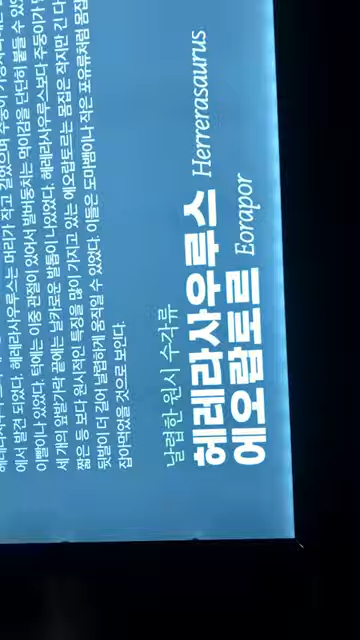 날렵한 원시 수각류
헤레라사우루스 Herrerasaurus
에오랍토르 Eorapor
에서 발견 되었다. 헤레라사우루스는 머리가 작고 길었으며 주둥이가
이빨이나 있었다. 턱에는 이중 관절이 있어서 발버둥치는 먹이감을 단단히 붙들 수 있
세 개의 앞발가락 끝에는 날카로운 발톱이 나있었다. 헤레라사우루스보다 주둥이가
짧은 등 보다 원시적인 특징을 많이 가지고 있는 에오랍토르는 몸집은 작지만 긴 다
뒷발이 더 길어 날렵하게 움직일 수 있었다. 이들은 도마뱀이나 작은 포유류처럼 몸집
잡아먹었을 것으로 보인다.